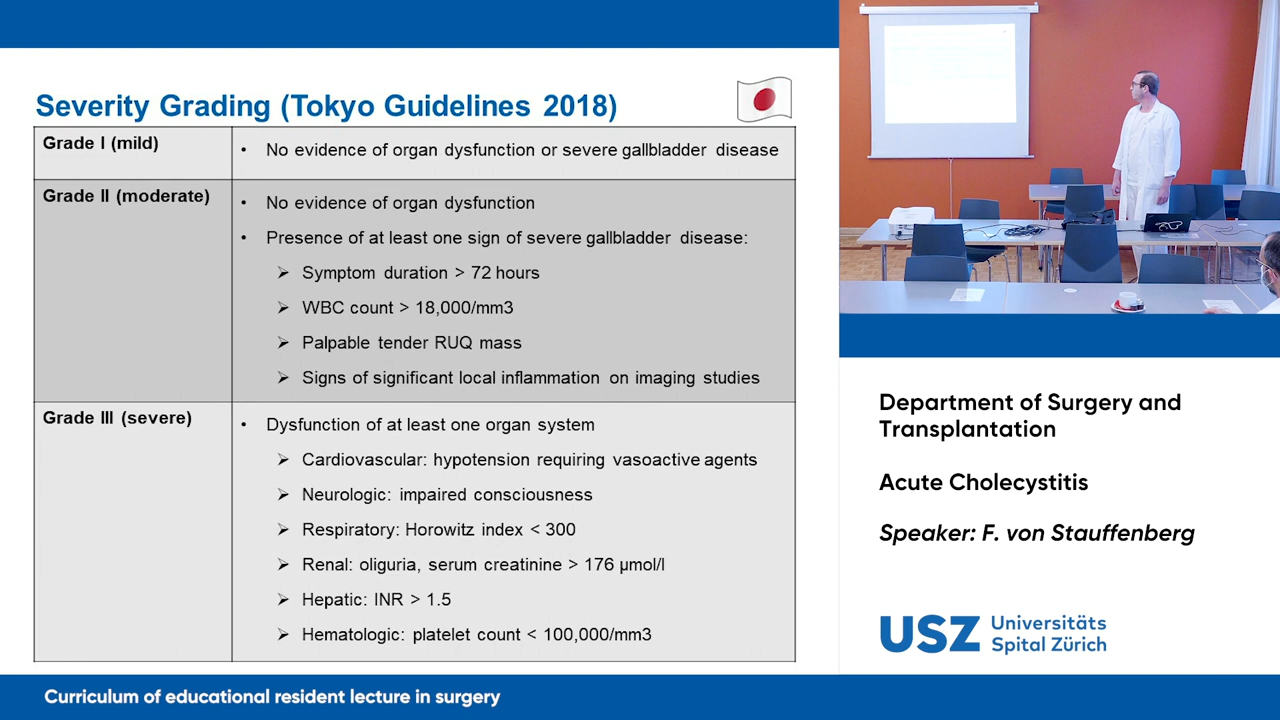 Severity Grading (Tokyo Guidelines 2018)
Grade I (mild)
• No evidence of organ dysfunction or severe gallbladder disease
Grade II (moderate)
• No evidence of organ dysfunction
• Presence of at least one sign of severe gallbladder disease:
➢ Symptom duration > 72 hours
➢ WBC count > 18,000/mm3
➢ Palpable tender RUQ mass
➢ Signs of significant local inflammation on imaging studies
Grade III (severe)
• Dysfunction of at least one organ system
➢ Cardiovascular: hypotension requiring vasoactive agents
➢ Neurologic: impaired consciousness
➢ Respiratory: Horowitz index < 300
➢ Renal: oliguria, serum creatinine > 176 µmol/l
➢ Hepatic: INR > 1.5
➢ Hematologic: platelet count < 100,000/mm3
Department of Surgery and
Transplantation
Acute Cholecystitis
Speaker: F. von Stauffenberg
USZ Universitäts
Spital Zürich
Curriculum of educational resident lecture in surgery